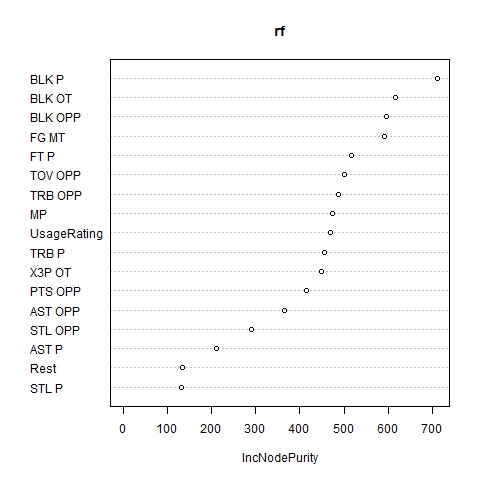 rf
BLK P
BLK OT
BLK OPP
FG MT
FT P
TOV OPP
TRB OPP
MP
UsageRating
TRB P
X3P OT
PTS OPP
AST OPP
STL OPP
AST P
Rest
STL P
0 100 200 300 400 500 600 700
IncNodePurity